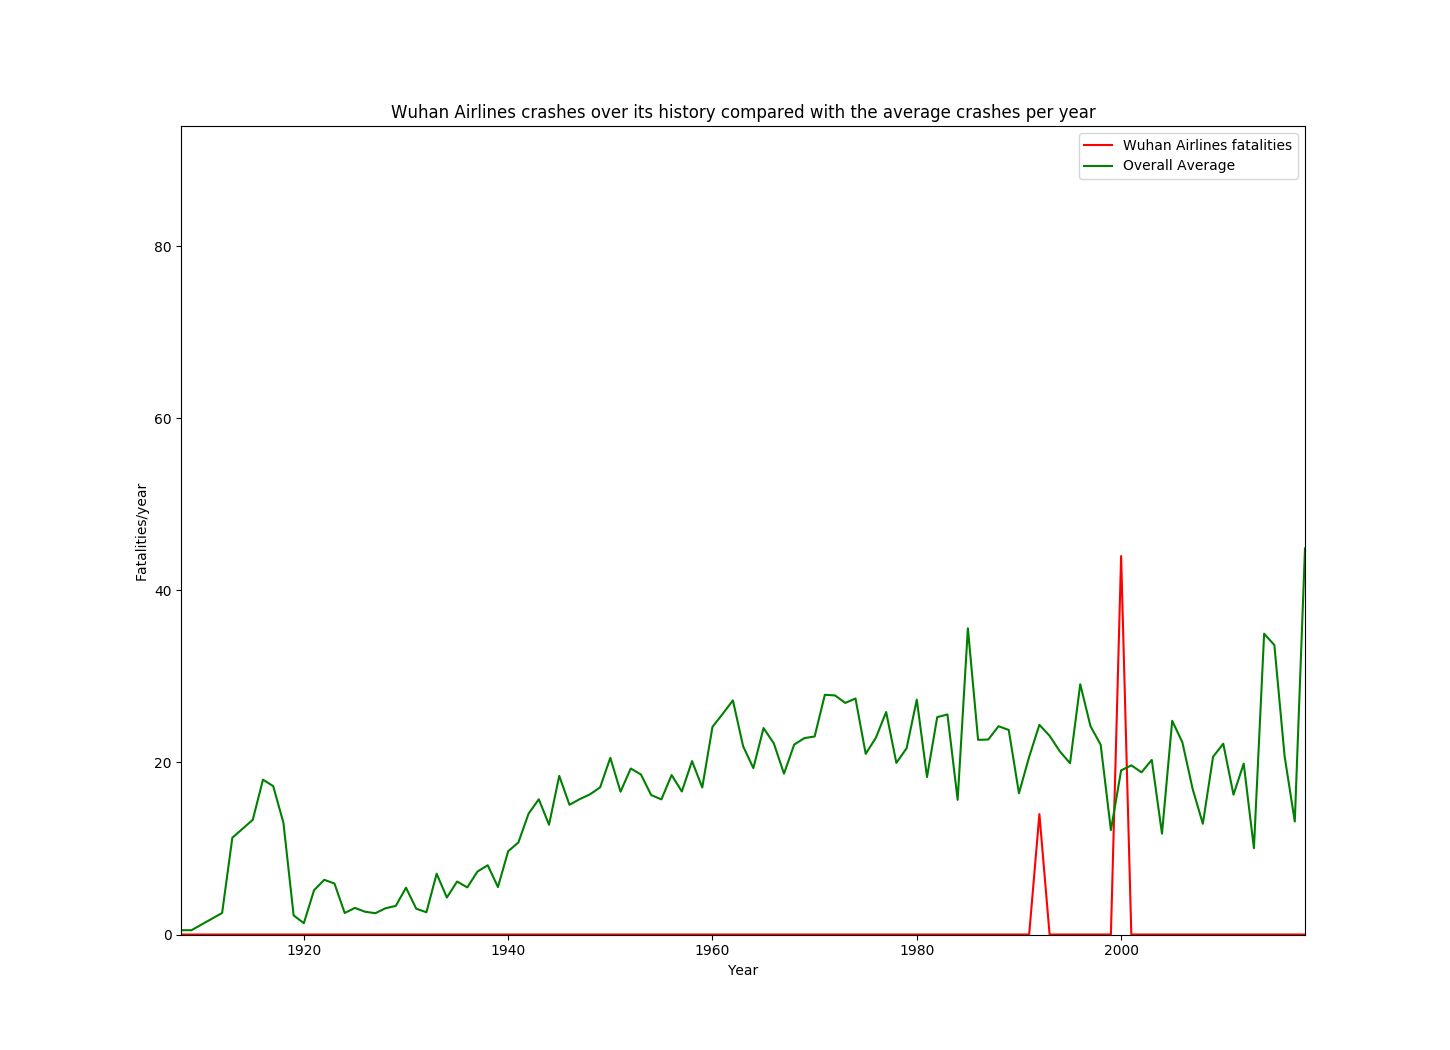 Wuhan Airlines crashes over its history compared with the average crashes per year
Wuhan Airlines fatalities
Overall Average
80
60
40
20
0
Fatalities/year
1920
1940
1960
1980
2000
Year